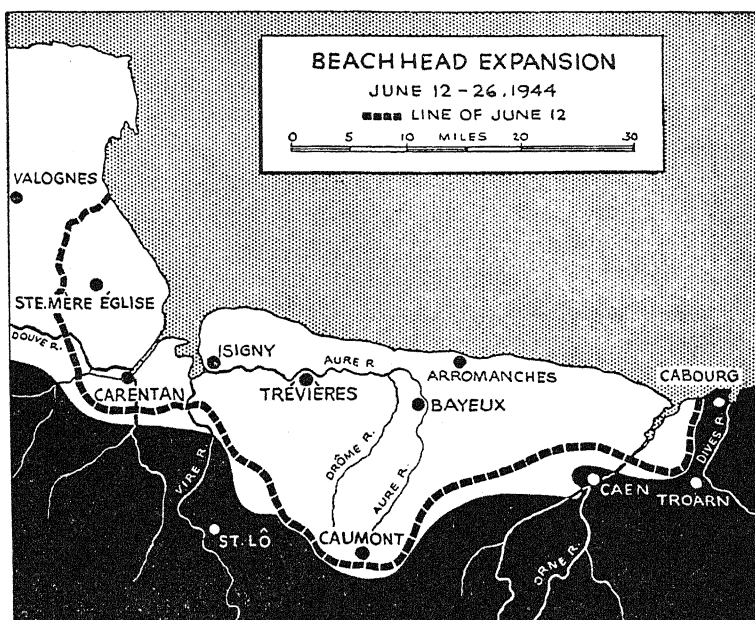 BEACHHEAD EXPANSION
JUNE 12-26, 1944
LINE OF JUNE 12
0 5 10 MILES 20 30
VALOGNES
STE. MÈRE ÉGLISE
DOUVE R.
ISIGNY
AURE R
CARENTAN
TRÉVIÈRES
ARROMANCHES
CABOURG
BAYEUX
DIVES R.
DRÔME R.
VIRE R.
AURE R.
CAEN
TROARN
ST. LÔ
CAUMONT
ORNE R.